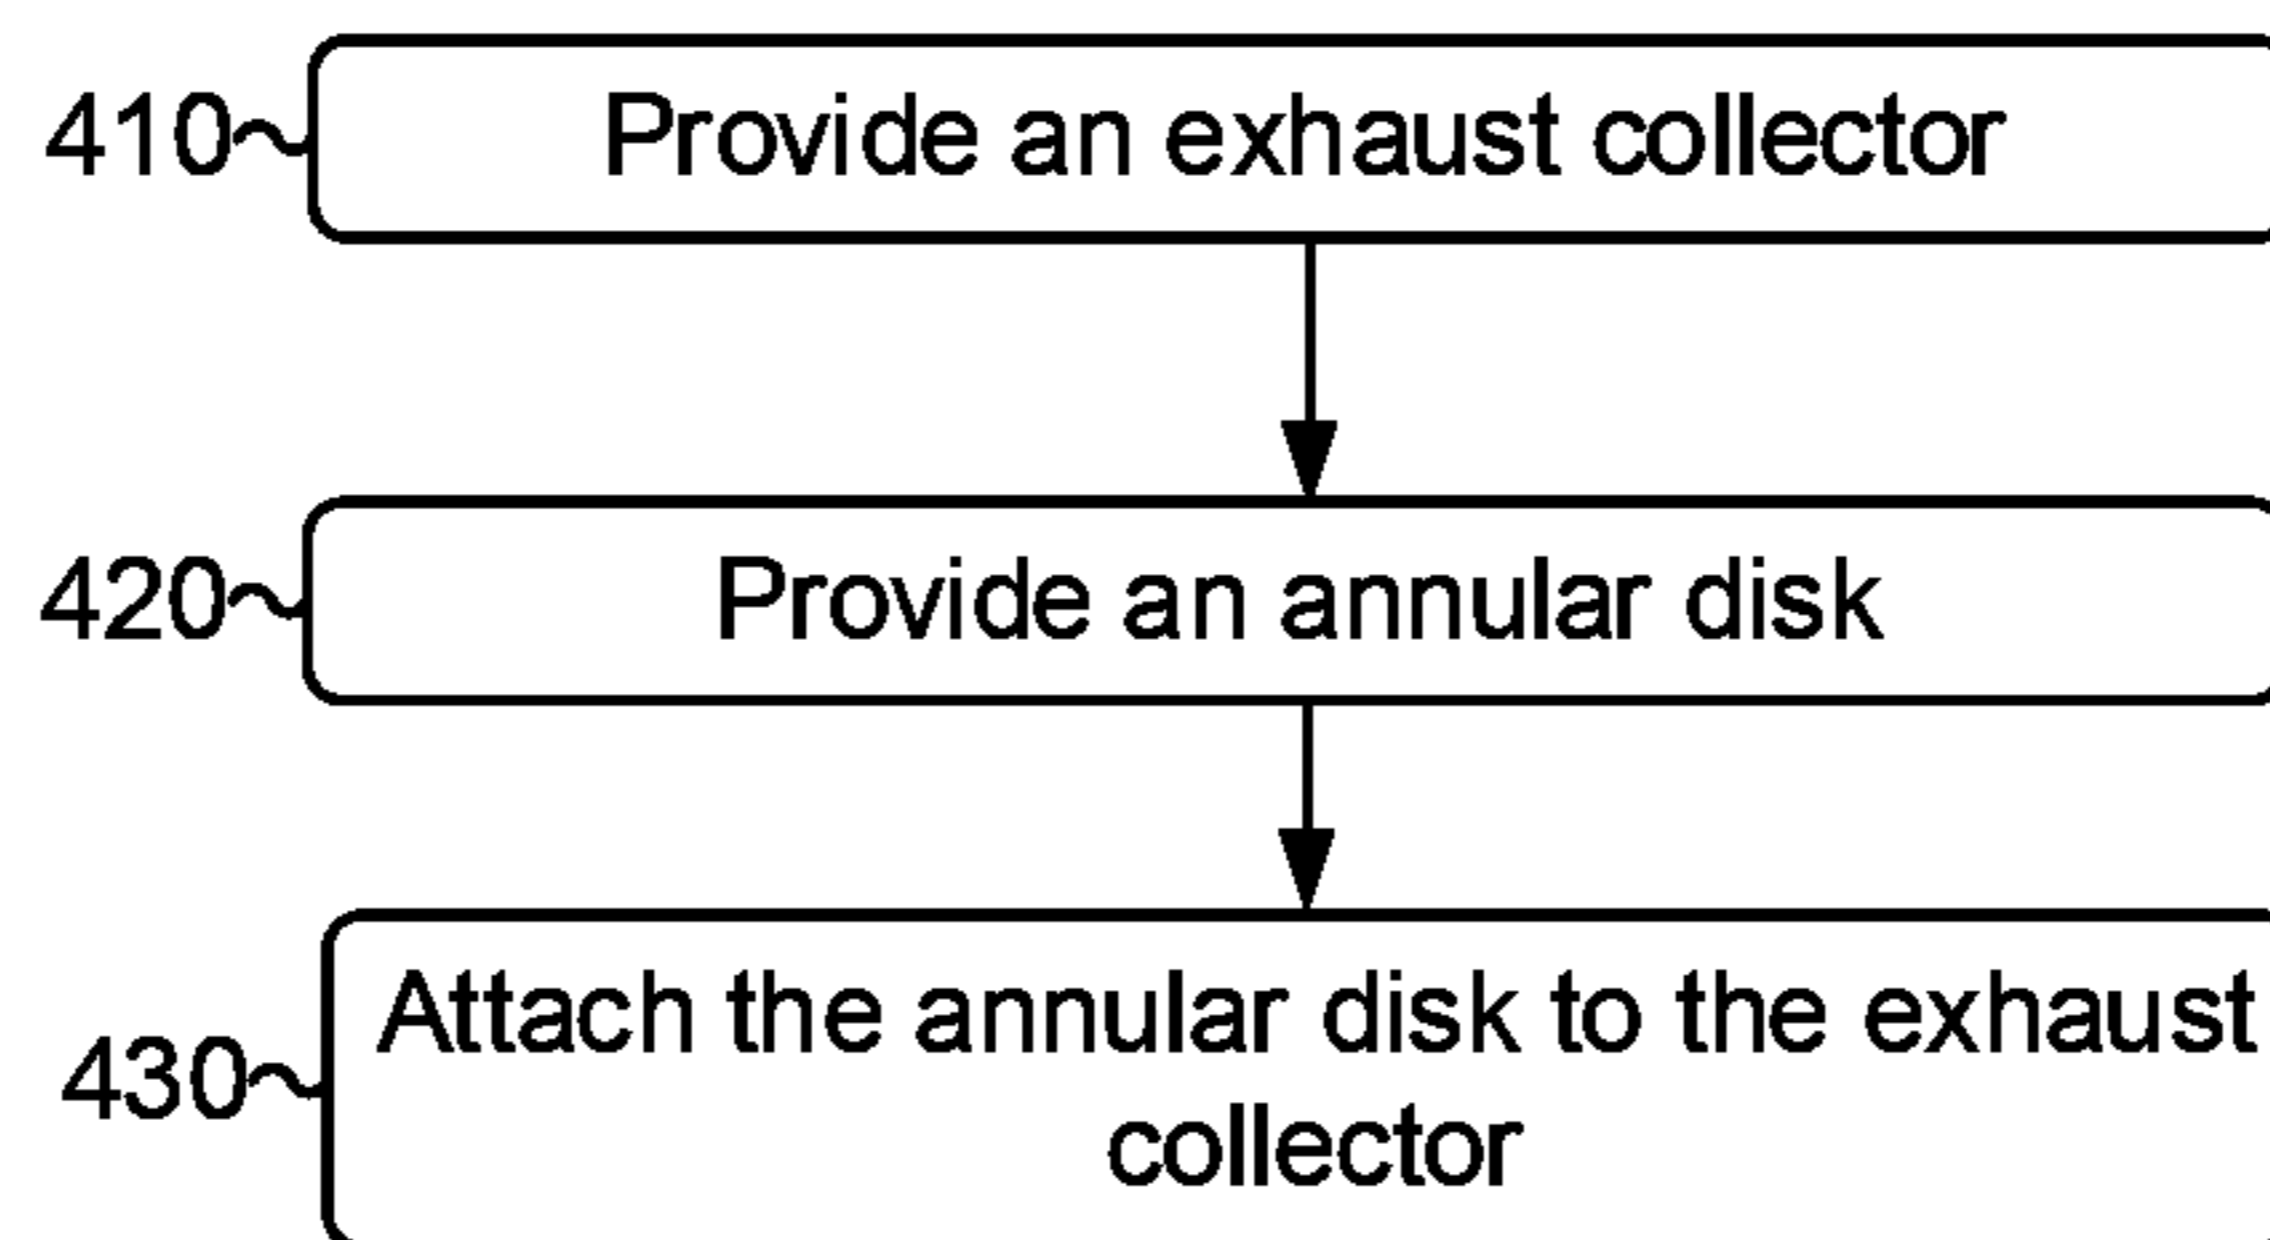 410 Provide an exhaust collector
420 Provide an annular disk
430 Attach the annular disk to the exhaust
collector